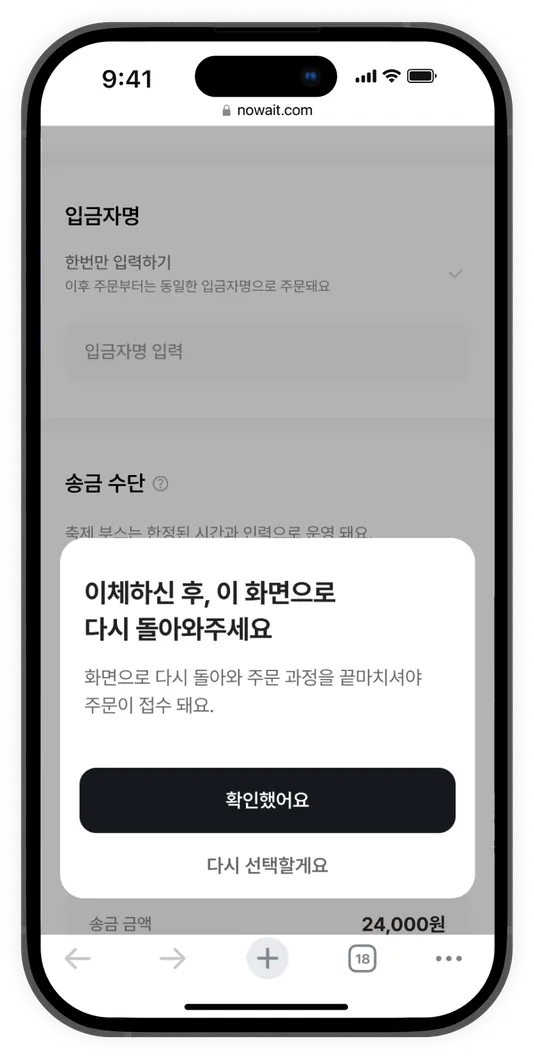 9:41
nowait.com
입금자명
한번만 입력하기
이후 주문부터는 동일한 입금자명으로 주문돼요
입금자명 입력
송금 수단 ?
축제 부스는 한정된 시간과 인력으로 운영 돼요.
이체하신 후, 이 화면으로
다시 돌아와주세요
화면으로 다시 돌아와 주문 과정을 끝마치셔야
주문이 접수 돼요.
확인했어요
다시 선택할게요
송금 금액 24,000원
18